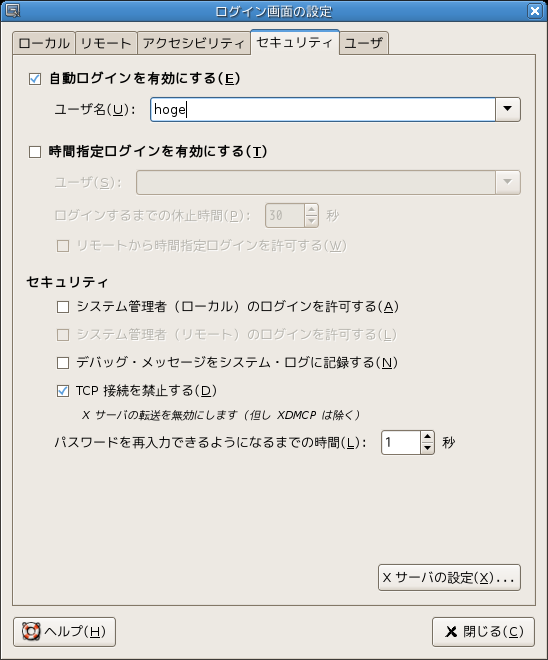 ログイン画面の設定
ローカル リモート アクセシビリティ セキュリティ ユーザ
自動ログインを有効にする(E)
ユーザ名(U): hoge
時間指定ログインを有効にする(T)
ユーザ(S):
ログインするまでの休止時間(P): 30 秒
リモートから時間指定ログインを許可する(W)
セキュリティ
システム管理者（ローカル）のログインを許可する(A)
システム管理者（リモート）のログインを許可する(L)
デバッグ・メッセージをシステム・ログに記録する(N)
TCP 接続を禁止する(D)
X サーバの転送を無効にします（但し XDMCP は除く）
パスワードを再入力できるようになるまでの時間(L): 1 秒
X サーバの設定(X)...
ヘルプ(H) 閉じる(C)